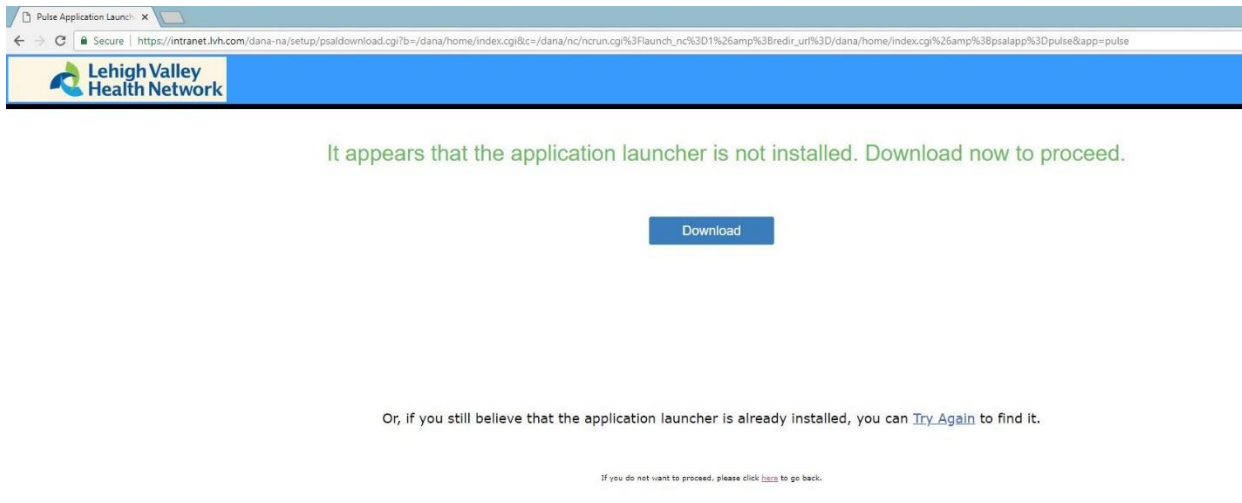 Pulse Application Launch
Secure | https://intranet.lvh.com/dana-na/setup/psaldownload.cgi?b=/dana/home/index.cgi&c=/dana/nc/ncrun.cgi%3Flaunch_nc%3D1%26amp%3Bredir_url%3D/dana/home/index.cgi%26amp%3Bpsalapp%3Dpulse&app=pulse
Lehigh Valley
Health Network
It appears that the application launcher is not installed. Download now to proceed.
Download
Or, if you still believe that the application launcher is already installed, you can Try Again to find it.
If you do not want to proceed, please click here to go back.